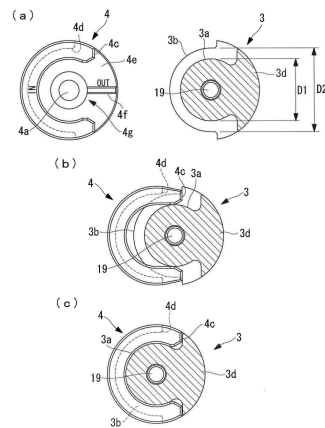 (a)
4d 4 4c 4e
IN OUT
4f
4a 4g
3b 3a 3
19 3d
D1 D2
(b)
4d 4c 3a
4 3
3b 3d
19
(c)
4 4d 4c
3a 3
19 3d
3b